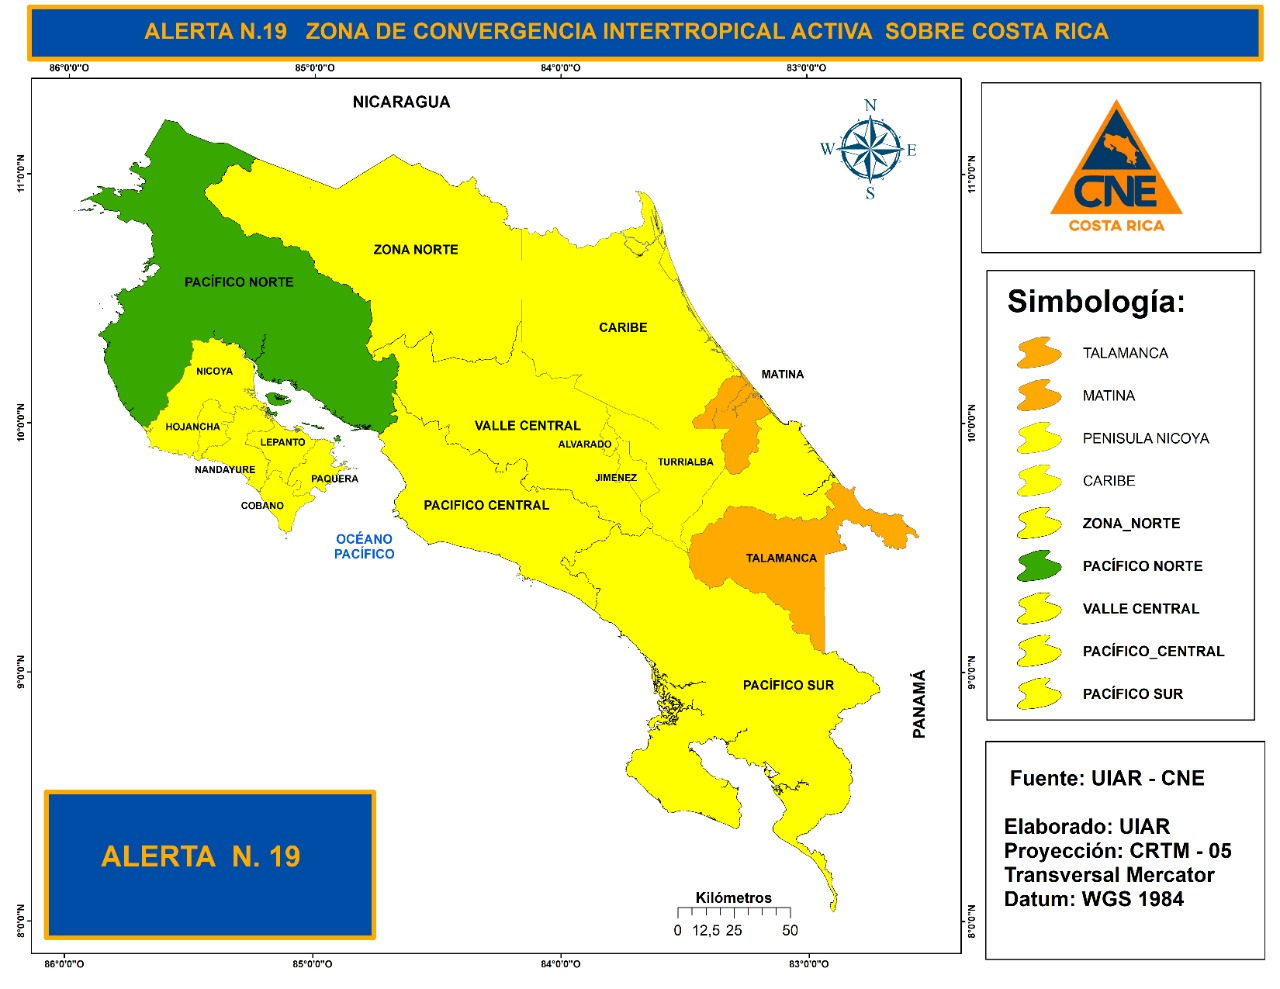 ALERTA N.19   ZONA DE CONVERGENCIA INTERTROPICAL ACTIVA  SOBRE COSTA RICA
86°0'0"O
85°0'0"O
84°0'0"O
83°0'0"O
NICARAGUA
N
W
E
S
11°0'0"N
11°0'0"N
CNE
COSTA RICA
ZONA NORTE
PACÍFICO NORTE
CARIBE
MATINA
NICOYA
HOJANCHA
LEPANTO
NANDAYURE
PAQUERA
COBANO
VALLE CENTRAL
ALVARADO
TURRIALBA
JIMENEZ
PACIFICO CENTRAL
10°0'0"N
10°0'0"N
OCÉANO
PACÍFICO
TALAMANCA
PACÍFICO SUR
PANAMÁ
9°0'0"N
9°0'0"N
Simbología:
TALAMANCA
MATINA
PENISULA NICOYA
CARIBE
ZONA_NORTE
PACÍFICO NORTE
VALLE CENTRAL
PACÍFICO_CENTRAL
PACÍFICO SUR
Fuente: UIAR - CNE
Elaborado: UIAR
Proyección: CRTM - 05
Transversal Mercator
Datum: WGS 1984
ALERTA  N. 19
Kilómetros
0 12,5 25 50
8°0'0"N
8°0'0"N
86°0'0"O
85°0'0"O
84°0'0"O
83°0'0"O